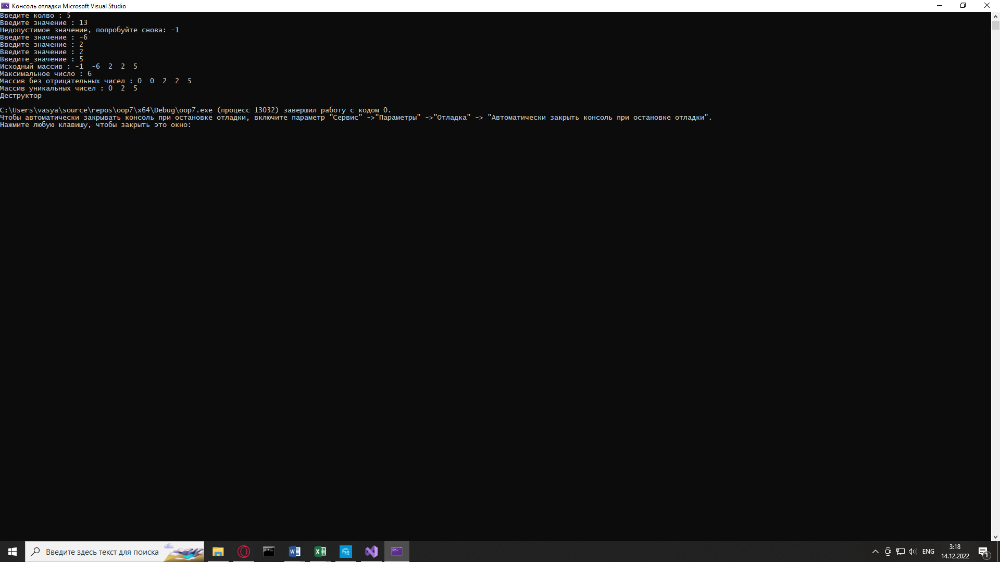 Консоль отладки Microsoft Visual Studio
Введите колво : 5
Введите значение : 13
Недопустимое значение, попробуйте снова: -1
Введите значение : -6
Введите значение : 2
Введите значение : 2
Введите значение : 5
Исходный массив : -1  -6  2  2  5
Максимальное число : 6
Массив без отрицательных чисел : 0  0  2  2  5
Массив уникальных чисел : 0  2  5
Деструктор
C:\Users\vasya\source\repos\oop7\x64\Debug\oop7.exe (процесс 13032) завершил работу с кодом 0.
Чтобы автоматически закрывать консоль при остановке отладки, включите параметр "Сервис" ->"Параметры" ->"Отладка" -> "Автоматически закрыть консоль при остановке отладки".
Нажмите любую клавишу, чтобы закрыть это окно:
Введите здесь текст для поиска
ENG
3:18
14.12.2022
1